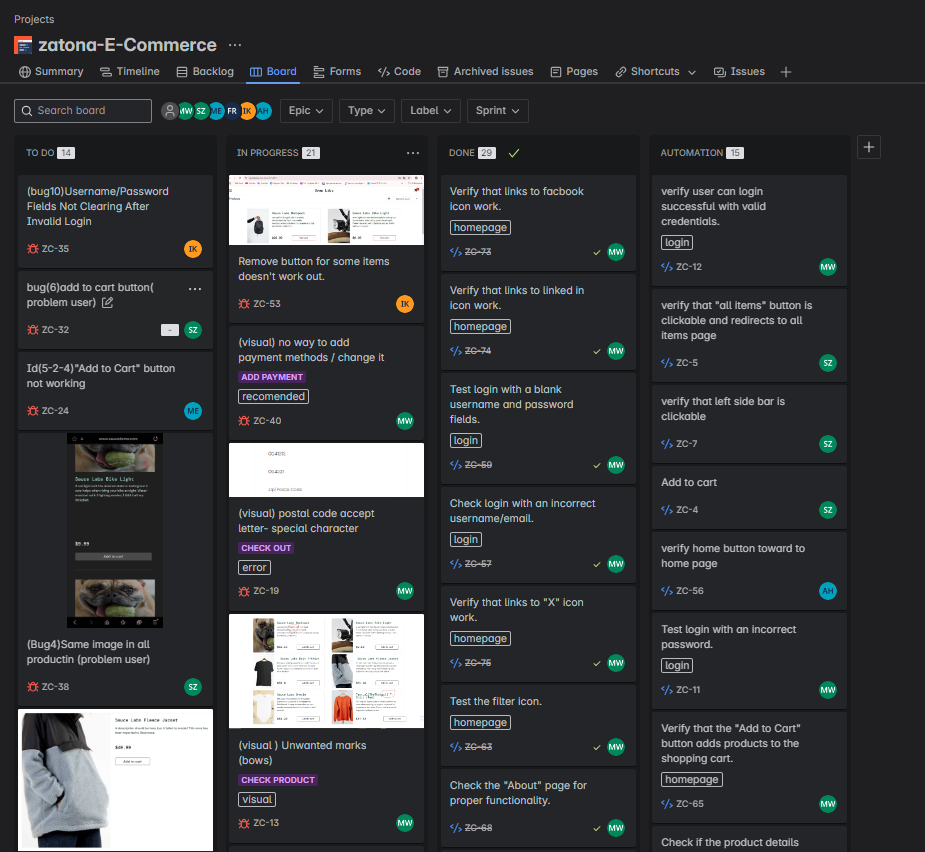 Projects
zatona-E-Commerce
Summary
Timeline
Backlog
Board
Forms
Code
Archived issues
Pages
Shortcuts
Issues
Search board
MW
SZ
ME
FR
IK
AH
Epic
Type
Label
Sprint
TO DO 14
(bug10)Username/Password
Fields Not Clearing After
Invalid Login
ZC-35
IK
bug(6)add to cart button(
problem user)
ZC-32
-
SZ
Id(5-2-4)"Add to Cart" button
not working
ZC-24
ME
Sauce Labs Bike Light
$9.99
Add to cart
(Bug4)Same image in all
productin (problem user)
ZC-38
SZ
Sauce Labs Fleece Jacket
$49.99
Add to cart
IN PROGRESS 21
Remove button for some items
doesn't work out.
ZC-53
IK
(visual) no way to add
payment methods / change it
ADD PAYMENT
recomended
ZC-40
MW
(visual) postal code accept
letter- special character
CHECK OUT
error
ZC-19
MW
(visual ) Unwanted marks
(bows)
CHECK PRODUCT
visual
ZC-13
MW
DONE 29
Verify that links to facbook
icon work.
homepage
ZC-73
MW
Verify that links to linked in
icon work.
homepage
ZC-74
MW
Test login with a blank
username and password
fields.
login
ZC-59
MW
Check login with an incorrect
username/email.
login
ZC-57
MW
Verify that links to "X" icon
work.
homepage
ZC-75
MW
Test the filter icon.
homepage
ZC-63
MW
Check the "About" page for
proper functionality.
ZC-68
MW
AUTOMATION 15
verify user can login
successful with valid
credentials.
login
ZC-12
MW
verify that "all items" button is
clickable and redirects to all
items page
ZC-5
SZ
verify that left side bar is
clickable
ZC-7
SZ
Add to cart
ZC-4
SZ
verify home button toward to
home page
ZC-56
AH
Test login with an incorrect
password.
login
ZC-11
MW
Verify that the "Add to Cart"
button adds products to the
shopping cart.
homepage
ZC-65
MW
Check if the product details